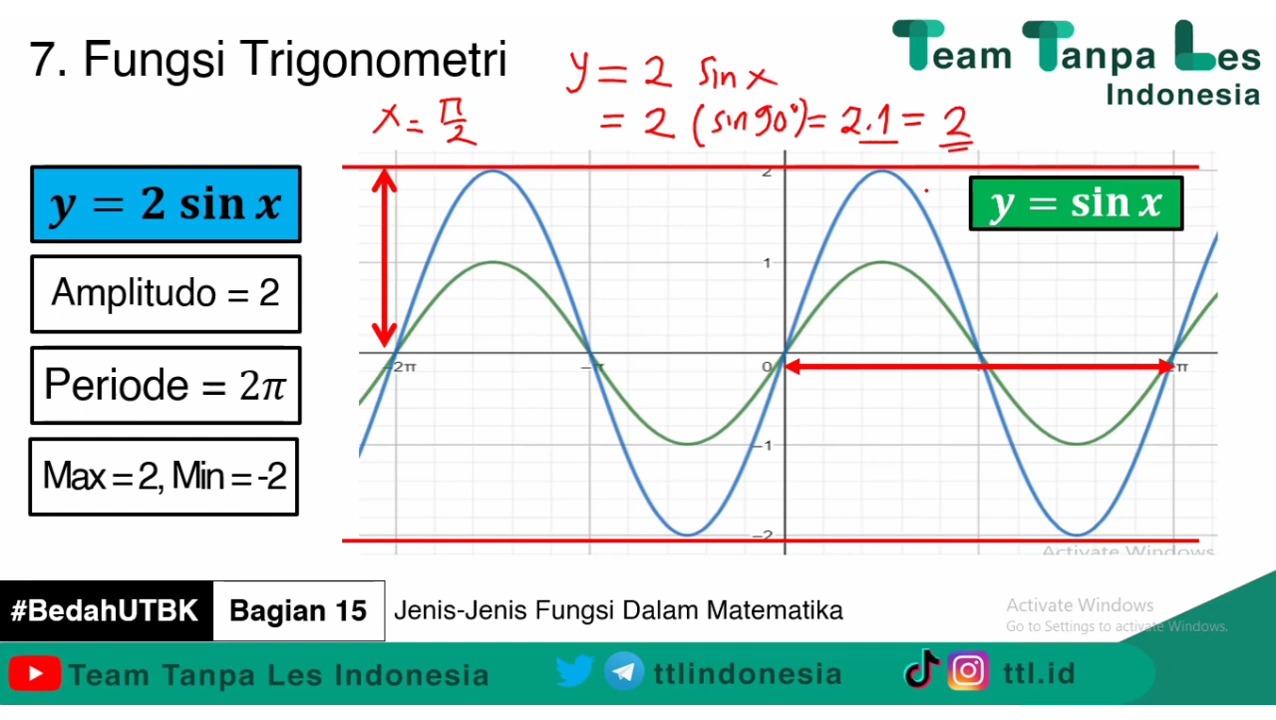 7. Fungsi Trigonometri
Team Tanpa Les
Indonesia
y = 2 sin x
x = π/2
= 2 (sin 90°) = 2.1 = 2
y = 2 sin x
Amplitudo = 2
Periode = 2π
Max = 2, Min = -2
y = sin x
2
1
-2π
0
-1
-2
Activate Windows
#BedahUTBK
Bagian 15
Jenis-Jenis Fungsi Dalam Matematika
Activate Windows
Go to Settings to activate Windows.
Team Tanpa Les Indonesia
ttlindonesia
ttl.id